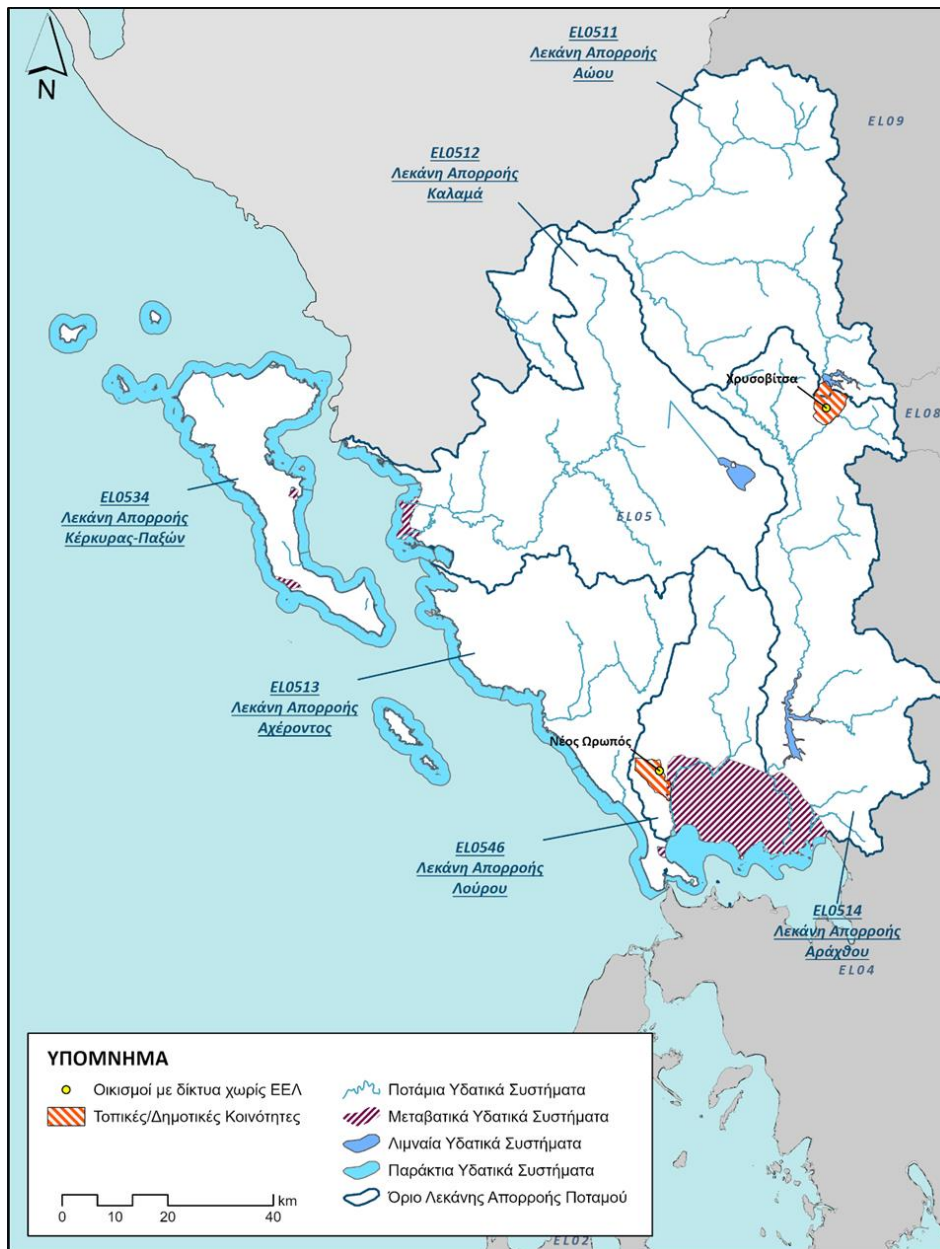 N
EL0511
Λεκάνη Απορροής
Αώου
EL09
EL0512
Λεκάνη Απορροής
Καλαμά
Χρυσοβίτσα
EL08
EL0534
Λεκάνη Απορροής
Κέρκυρας-Παξών
EL05
EL0513
Λεκάνη Απορροής
Αχέροντος
Νέος Ωρωπός
EL0546
Λεκάνη Απορροής
Λούρου
EL0514
Λεκάνη Απορροής
Αράχθου
EL04
ΥΠΟΜΝΗΜΑ
Οικισμοί με δίκτυα χωρίς ΕΕΛ
Τοπικές/Δημοτικές Κοινότητες
Ποτάμια Υδατικά Συστήματα
Μεταβατικά Υδατικά Συστήματα
Λιμναία Υδατικά Συστήματα
Παράκτια Υδατικά Συστήματα
Όριο Λεκάνης Απορροής Ποταμού
km
0 10 20 40
EL02